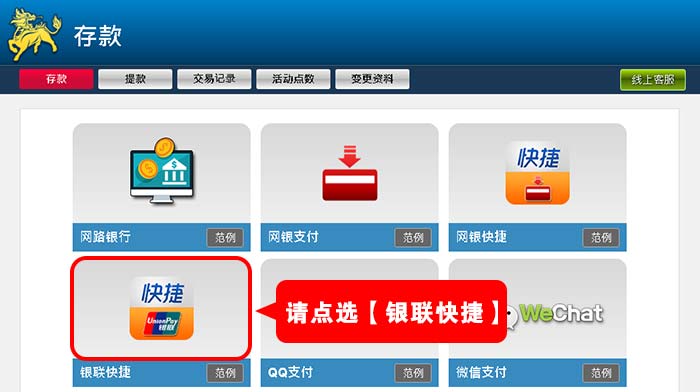 存款
存款 提款 交易记录 活动点数 变更资料 线上客服
快捷
网路银行 范例 网银支付 范例 网银快捷 范例
快捷
UnionPay
银联
请点选【银联快捷】
WeChat
银联快捷 范例 QQ支付 范例 微信支付 范例